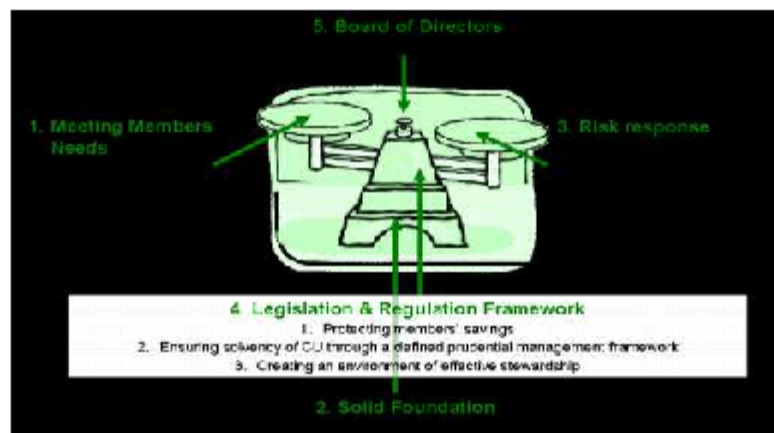 5. Board of Directors
1. Meeting Members
Needs
3. Risk response
4. Legislation & Regulation Framework
1. Protecting members' savings
2. Ensuring solvency of CU through a defined prudential management framework
3. Creating an environment of effective stewardship
2. Solid Foundation